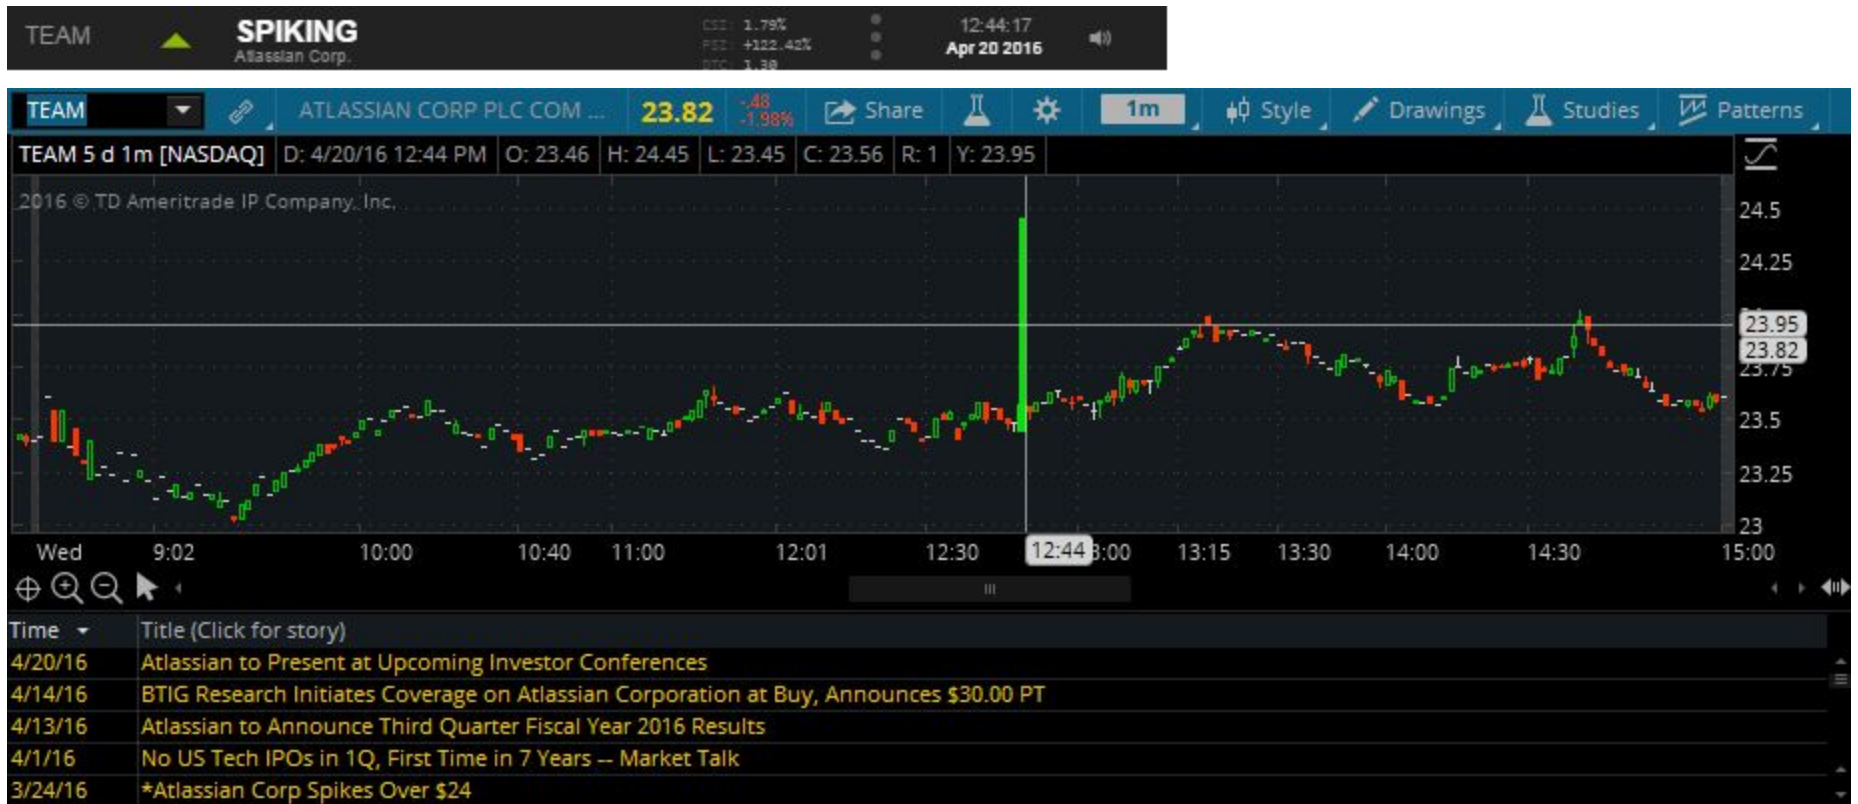 TEAM SPIKING CSI: 1.79% 12:44:17
Atlassian Corp. PSI: +122.42% Apr 20 2016
DTC: 1.30
TEAM ATLASSIAN CORP PLC COM ... 23.82 -.48 -1.98% Share 1m Style Drawings Studies Patterns
TEAM 5 d 1m [NASDAQ] D: 4/20/16 12:44 PM O: 23.46 H: 24.45 L: 23.45 C: 23.56 R: 1 Y: 23.95
2016 © TD Ameritrade IP Company, Inc.
24.5
24.25
23.95
23.82
23.75
23.5
23.25
23
Wed 9:02 10:00 10:40 11:00 12:01 12:30 12:44 3:00 13:15 13:30 14:00 14:30 15:00
Time Title (Click for story)
4/20/16 Atlassian to Present at Upcoming Investor Conferences
4/14/16 BTIG Research Initiates Coverage on Atlassian Corporation at Buy, Announces $30.00 PT
4/13/16 Atlassian to Announce Third Quarter Fiscal Year 2016 Results
4/1/16 No US Tech IPOs in 1Q, First Time in 7 Years -- Market Talk
3/24/16 *Atlassian Corp Spikes Over $24